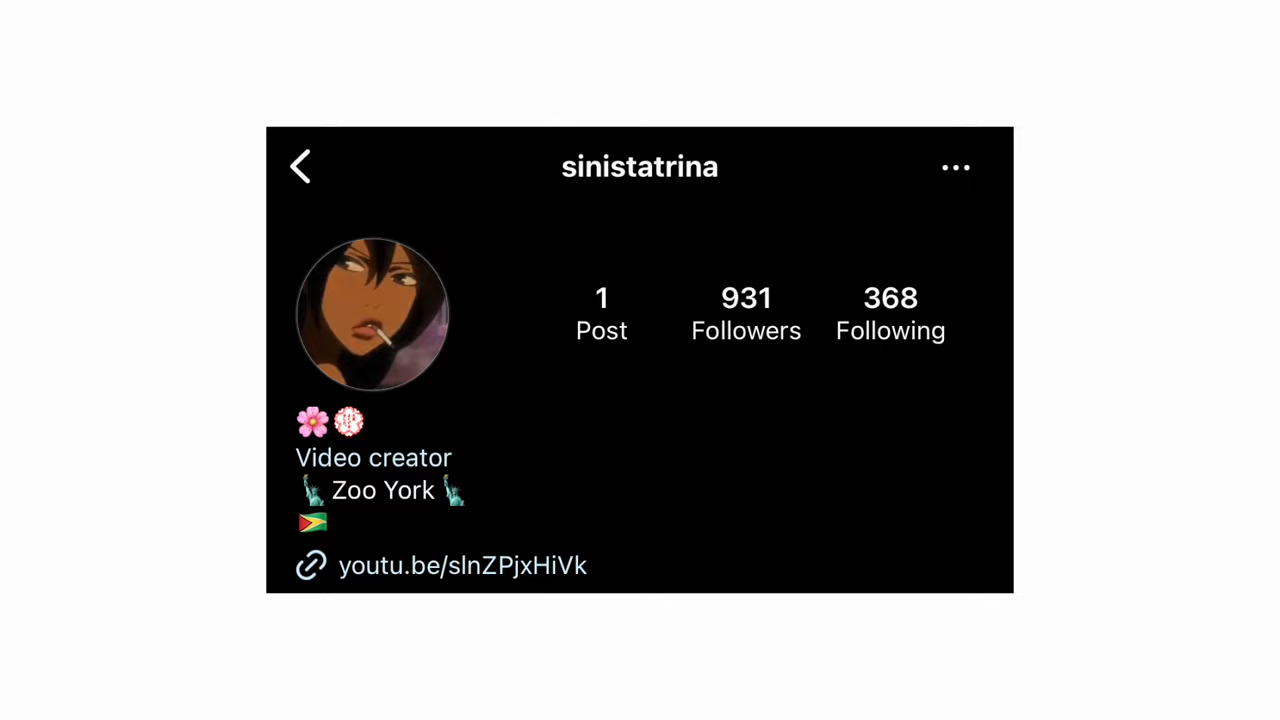 sinistatrina
1 931 368
Post Followers Following
🌸💮
Video creator
🗽 Zoo York 🗽
🇬🇾
youtu.be/slnZPjxHiVk